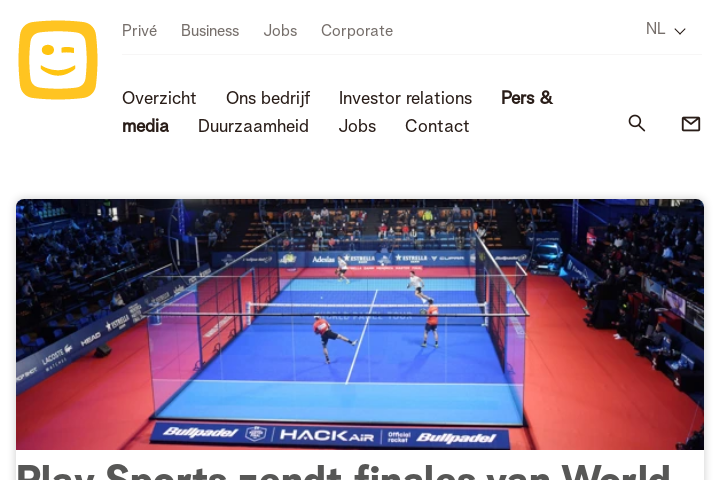 Privé Business Jobs Corporate NL
Overzicht Ons bedrijf Investor relations Pers &
media Duurzaamheid Jobs Contact
Adeslas ESTRELLA CUPRA
LACOSTE HEAD ESTRELLA
Bullpadel HACK AIR Official racket Bullpadel
Play Sports zendt finales van World